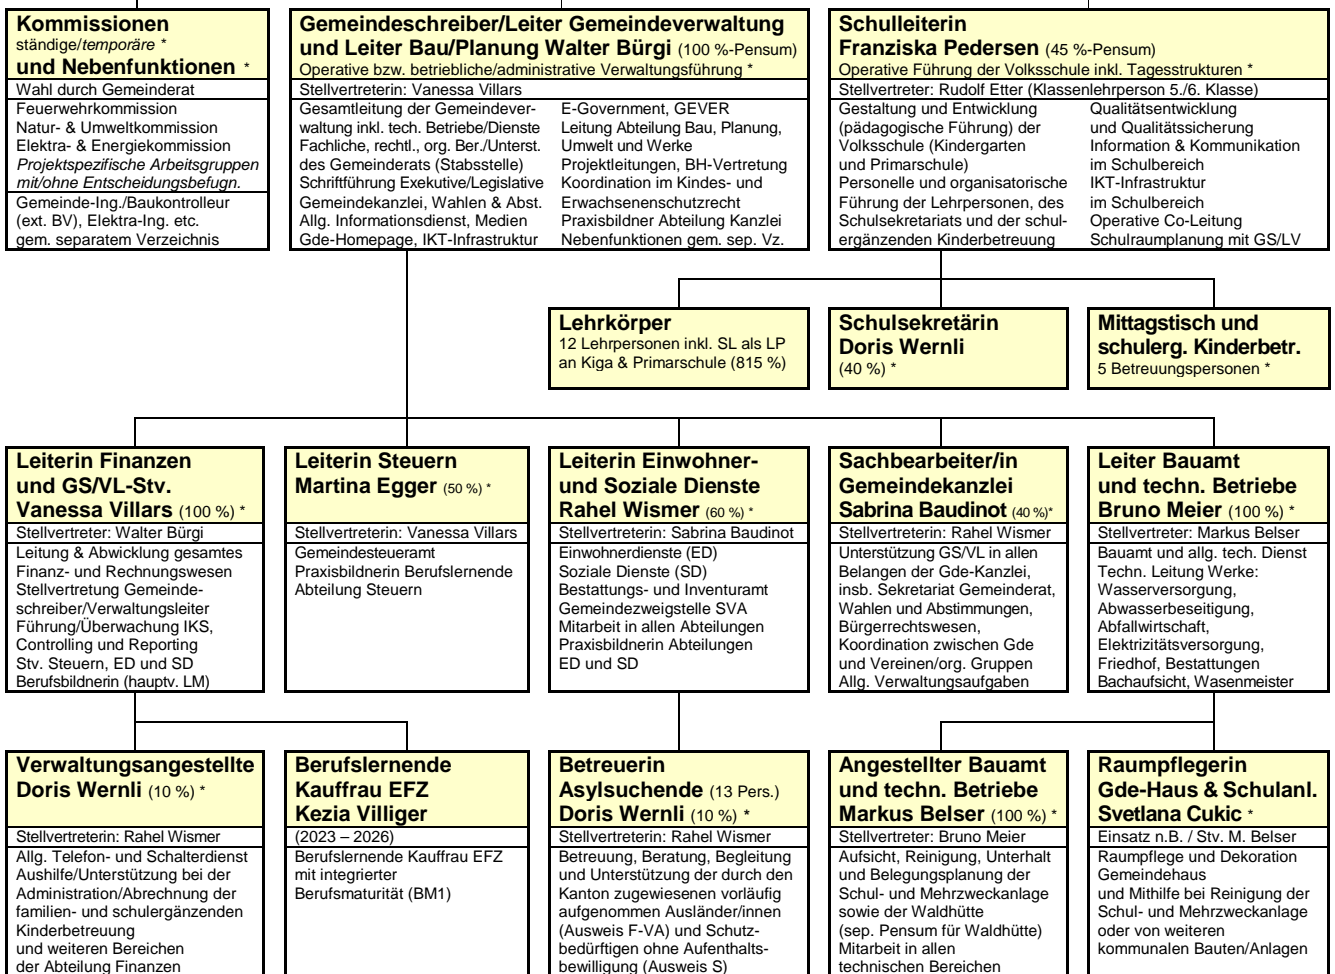 Kommissionen
ständige/temporäre *
und Nebenfunktionen *
Wahl durch Gemeinderat
Feuerwehrkommission
Natur- & Umweltkommission
Elektra- & Energiekommission
Projektspezifische Arbeitsgruppen
mit/ohne Entscheidungsbefugn.
Gemeinde-Ing./Baukontrolleur
(ext. BV), Elektra-Ing. etc.
gem. separatem Verzeichnis
Gemeindeschreiber/Leiter Gemeindeverwaltung
und Leiter Bau/Planung Walter Bürgi (100 %-Pensum)
Operative bzw. betriebliche/administrative Verwaltungsführung *
Stellvertreterin: Vanessa Villars
Gesamtleitung der Gemeindever-
waltung inkl. tech. Betriebe/Dienste
Fachliche, rechtl., org. Ber./Unterst.
des Gemeinderats (Stabsstelle)
Schriftführung Exekutive/Legislative
Gemeindekanzlei, Wahlen & Abst.
Allg. Informationsdienst, Medien
Gde-Homepage, IKT-Infrastruktur
E-Government, GEVER
Leitung Abteilung Bau, Planung,
Umwelt und Werke
Projektleitungen, BH-Vertretung
Koordination im Kindes- und
Erwachsenenschutzrecht
Praxisbildner Abteilung Kanzlei
Nebenfunktionen gem. sep. Vz.
Schulleiterin
Franziska Pedersen (45 %-Pensum)
Operative Führung der Volksschule inkl. Tagesstrukturen *
Stellvertreter: Rudolf Etter (Klassenlehrperson 5./6. Klasse)
Gestaltung und Entwicklung
(pädagogische Führung) der
Volksschule (Kindergarten
und Primarschule)
Personelle und organisatorische
Führung der Lehrpersonen, des
Schulsekretariats und der schul-
ergänzenden Kinderbetreuung
Qualitätsentwicklung
und Qualitätssicherung
Information & Kommunikation
im Schulbereich
IKT-Infrastruktur
im Schulbereich
Operative Co-Leitung
Schulraumplanung mit GS/LV
Lehrkörper
12 Lehrpersonen inkl. SL als LP
an Kiga & Primarschule (815 %)
Schulsekretärin
Doris Wernli
(40 %) *
Mittagstisch und
schulerg. Kinderbetr.
5 Betreuungspersonen *
Leiterin Finanzen
und GS/VL-Stv.
Vanessa Villars (100 %) *
Stellvertreter: Walter Bürgi
Leitung & Abwicklung gesamtes
Finanz- und Rechnungswesen
Stellvertretung Gemeinde-
schreiber/Verwaltungsleiter
Führung/Überwachung IKS,
Controlling und Reporting
Stv. Steuern, ED und SD
Berufsbildnerin (hauptv. LM)
Leiterin Steuern
Martina Egger (50 %) *
Stellvertreterin: Vanessa Villars
Gemeindesteueramt
Praxisbildnerin Berufslernende
Abteilung Steuern
Leiterin Einwohner-
und Soziale Dienste
Rahel Wismer (60 %) *
Stellvertreterin: Sabrina Baudinot
Einwohnerdienste (ED)
Soziale Dienste (SD)
Bestattungs- und Inventuramt
Gemeindezweigstelle SVA
Mitarbeit in allen Abteilungen
Praxisbildnerin Abteilungen
ED und SD
Sachbearbeiter/in
Gemeindekanzlei
Sabrina Baudinot (40 %)*
Stellvertreterin: Rahel Wismer
Unterstützung GS/VL in allen
Belangen der Gde-Kanzlei,
insb. Sekretariat Gemeinderat,
Wahlen und Abstimmungen,
Bürgerrechtswesen,
Koordination zwischen Gde
und Vereinen/org. Gruppen
Allg. Verwaltungsaufgaben
Leiter Bauamt
und techn. Betriebe
Bruno Meier (100 %) *
Stellvertreter: Markus Belser
Bauamt und allg. tech. Dienst
Techn. Leitung Werke:
Wasserversorgung,
Abwasserbeseitigung,
Abfallwirtschaft,
Elektrizitätsversorgung,
Friedhof, Bestattungen
Bachaufsicht, Wasenmeister
Verwaltungsangestellte
Doris Wernli (10 %) *
Stellvertreterin: Rahel Wismer
Allg. Telefon- und Schalterdienst
Aushilfe/Unterstützung bei der
Administration/Abrechnung der
familien- und schulergänzenden
Kinderbetreuung
und weiteren Bereichen
der Abteilung Finanzen
Berufslernende
Kauffrau EFZ
Kezia Villiger
(2023 – 2026)
Berufslernende Kauffrau EFZ
mit integrierter
Berufsmaturität (BM1)
Betreuerin
Asylsuchende (13 Pers.)
Doris Wernli (10 %) *
Stellvertreterin: Rahel Wismer
Betreuung, Beratung, Begleitung
und Unterstützung der durch den
Kanton zugewiesenen vorläufig
aufgenommen Ausländer/innen
(Ausweis F-VA) und Schutz-
bedürftigen ohne Aufenthalts-
bewilligung (Ausweis S)
Angestellter Bauamt
und techn. Betriebe
Markus Belser (100 %) *
Stellvertreter: Bruno Meier
Aufsicht, Reinigung, Unterhalt
und Belegungsplanung der
Schul- und Mehrzweckanlage
sowie der Waldhütte
(sep. Pensum für Waldhütte)
Mitarbeit in allen
technischen Bereichen
Raumpflegerin
Gde-Haus & Schulanl.
Svetlana Cukic *
Einsatz n.B. / Stv. M. Belser
Raumpflege und Dekoration
Gemeindehaus
und Mithilfe bei Reinigung der
Schul- und Mehrzweckanlage
oder von weiteren
kommunalen Bauten/Anlagen